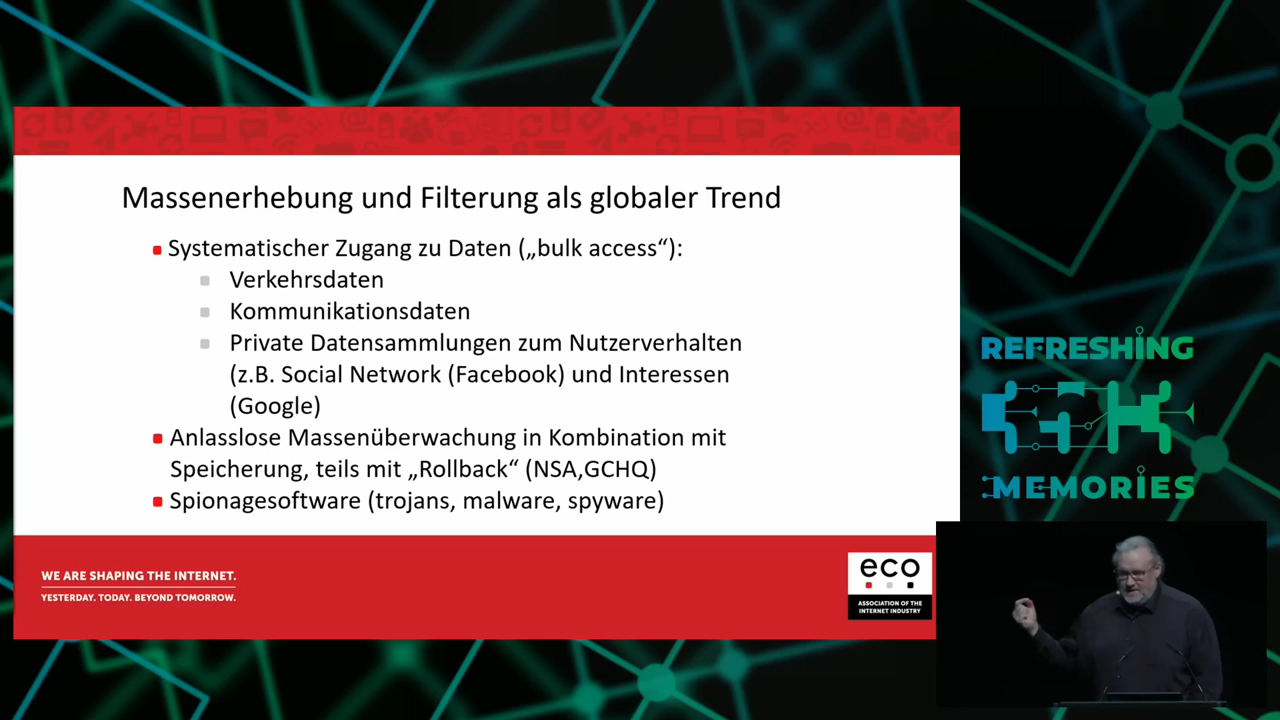 Massenerhebung und Filterung als globaler Trend
Systematischer Zugang zu Daten („bulk access“):
Verkehrsdaten
Kommunikationsdaten
Private Datensammlungen zum Nutzerverhalten
(z.B. Social Network (Facebook) und Interessen
(Google)
Anlasslose Massenüberwachung in Kombination mit
Speicherung, teils mit „Rollback“ (NSA,GCHQ)
Spionagesoftware (trojans, malware, spyware)
WE ARE SHAPING THE INTERNET.
YESTERDAY. TODAY. BEYOND TOMORROW.
eco
ASSOCIATION OF THE
INTERNET INDUSTRY
REFRESHING
MEMORIES